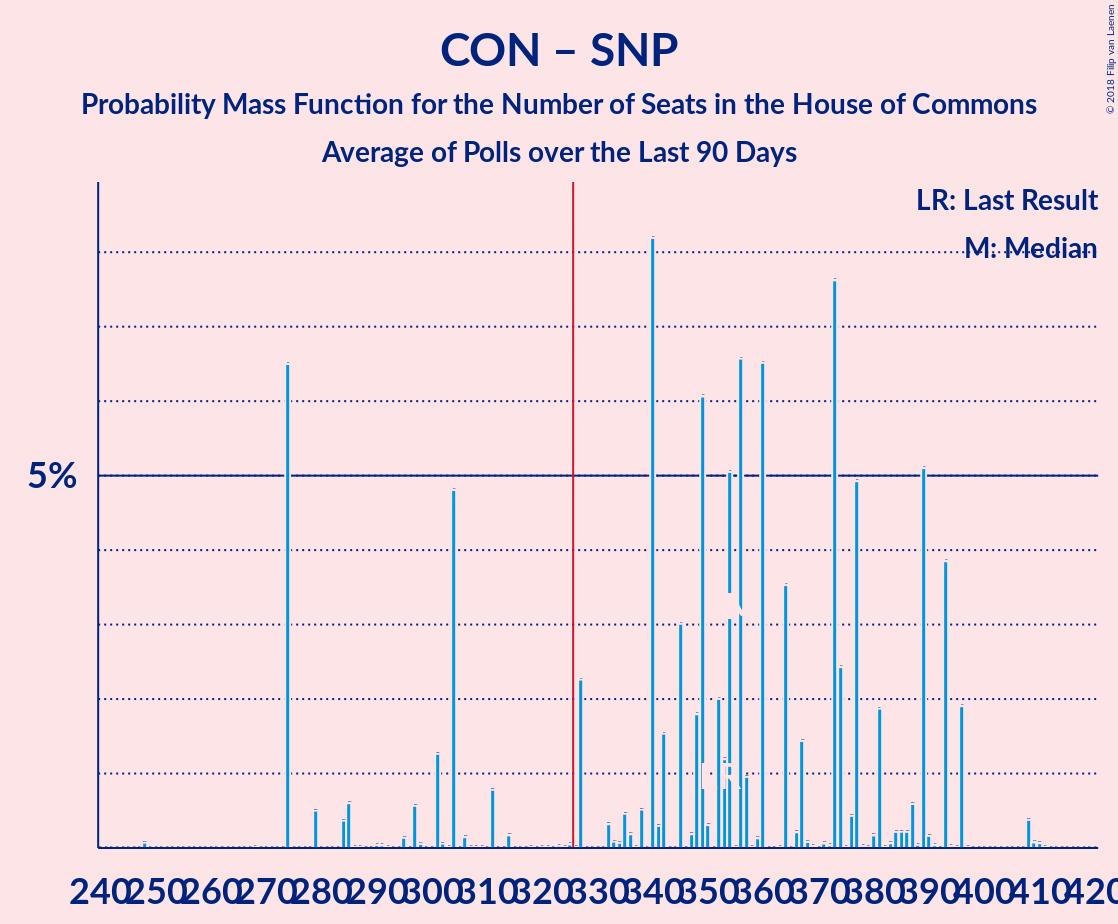 CON – SNP
Probability Mass Function for the Number of Seats in the House of Commons
Average of Polls over the Last 90 Days
© 2018 Filip van Laenen
LR: Last Result
M: Median
5%
240 250 260 270 280 290 300 310 320 330 340 350 360 370 380 390 400 410 420